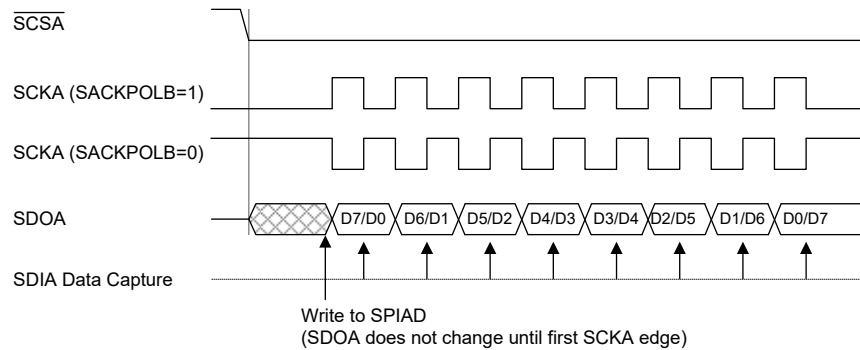 SCSA
SCKA (SACKPOLB=1)
SCKA (SACKPOLB=0)
SDOA D7/D0 D6/D1 D5/D2 D4/D3 D3/D4 D2/D5 D1/D6 D0/D7
SDIA Data Capture
Write to SPIAD
(SDOA does not change until first SCKA edge)